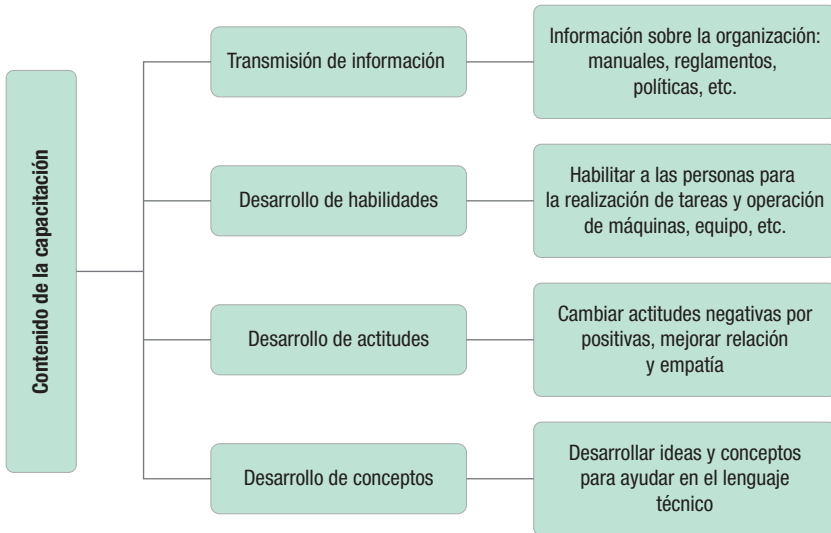 Contenido de la capacitación
Transmisión de información
Información sobre la organización:
manuales, reglamentos,
políticas, etc.
Desarrollo de habilidades
Habilitar a las personas para
la realización de tareas y operación
de máquinas, equipo, etc.
Desarrollo de actitudes
Cambiar actitudes negativas por
positivas, mejorar relación
y empatía
Desarrollo de conceptos
Desarrollar ideas y conceptos
para ayudar en el lenguaje
técnico